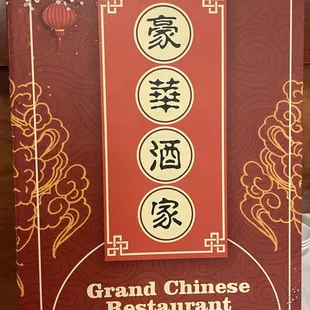 豪
華
酒
家
Grand Chinese
Restaurant